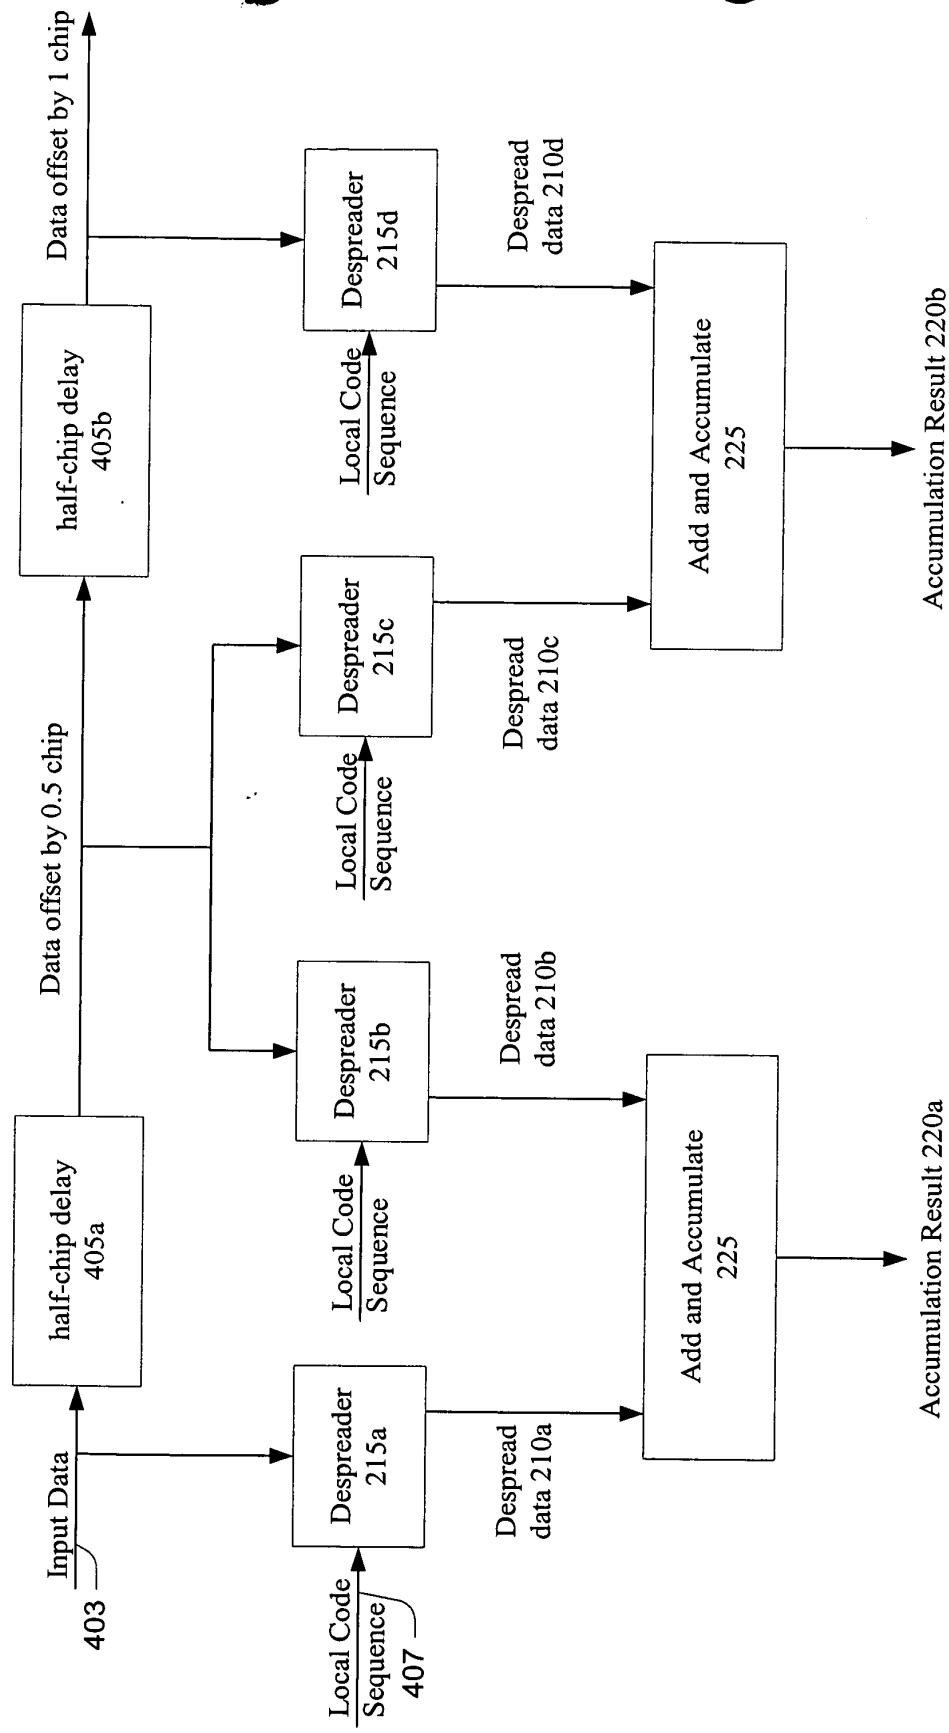 Input Data
403
half-chip delay
405a
Data offset by 0.5 chip
half-chip delay
405b
Data offset by 1 chip
Local Code
Sequence
407
Despreader
215a
Local Code
Sequence
Despreader
215b
Local Code
Sequence
Despreader
215c
Local Code
Sequence
Despreader
215d
Despread
data 210a
Despread
data 210b
Despread
data 210c
Despread
data 210d
Add and Accumulate
225
Add and Accumulate
225
Accumulation Result 220a
Accumulation Result 220b